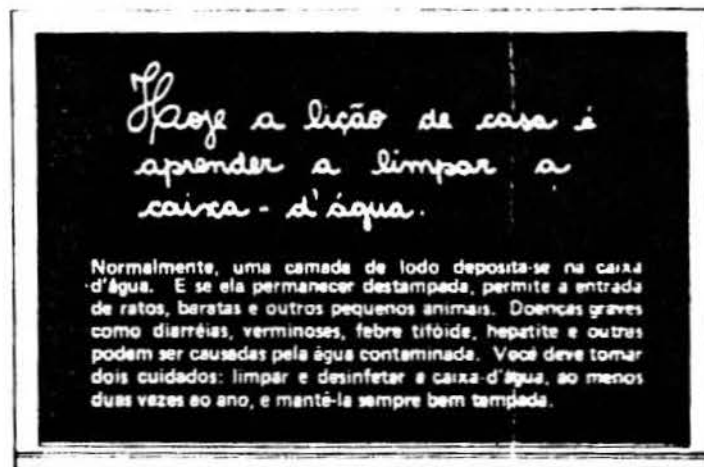 Hoje a lição de casa é
aprender a limpar a
caixa - d'água.
Normalmente, uma camada de lodo deposita-se na caixa
d'água. E se ela permanecer destampada, permite a entrada
de ratos, baratas e outros pequenos animais. Doenças graves
como diarréias, verminoses, febre tifóide, hepatite e outras
podem ser causadas pela água contaminada. Você deve tomar
dois cuidados: limpar e desinfetar a caixa-d'água, ao menos
duas vezes ao ano, e mantê-la sempre bem tampada.